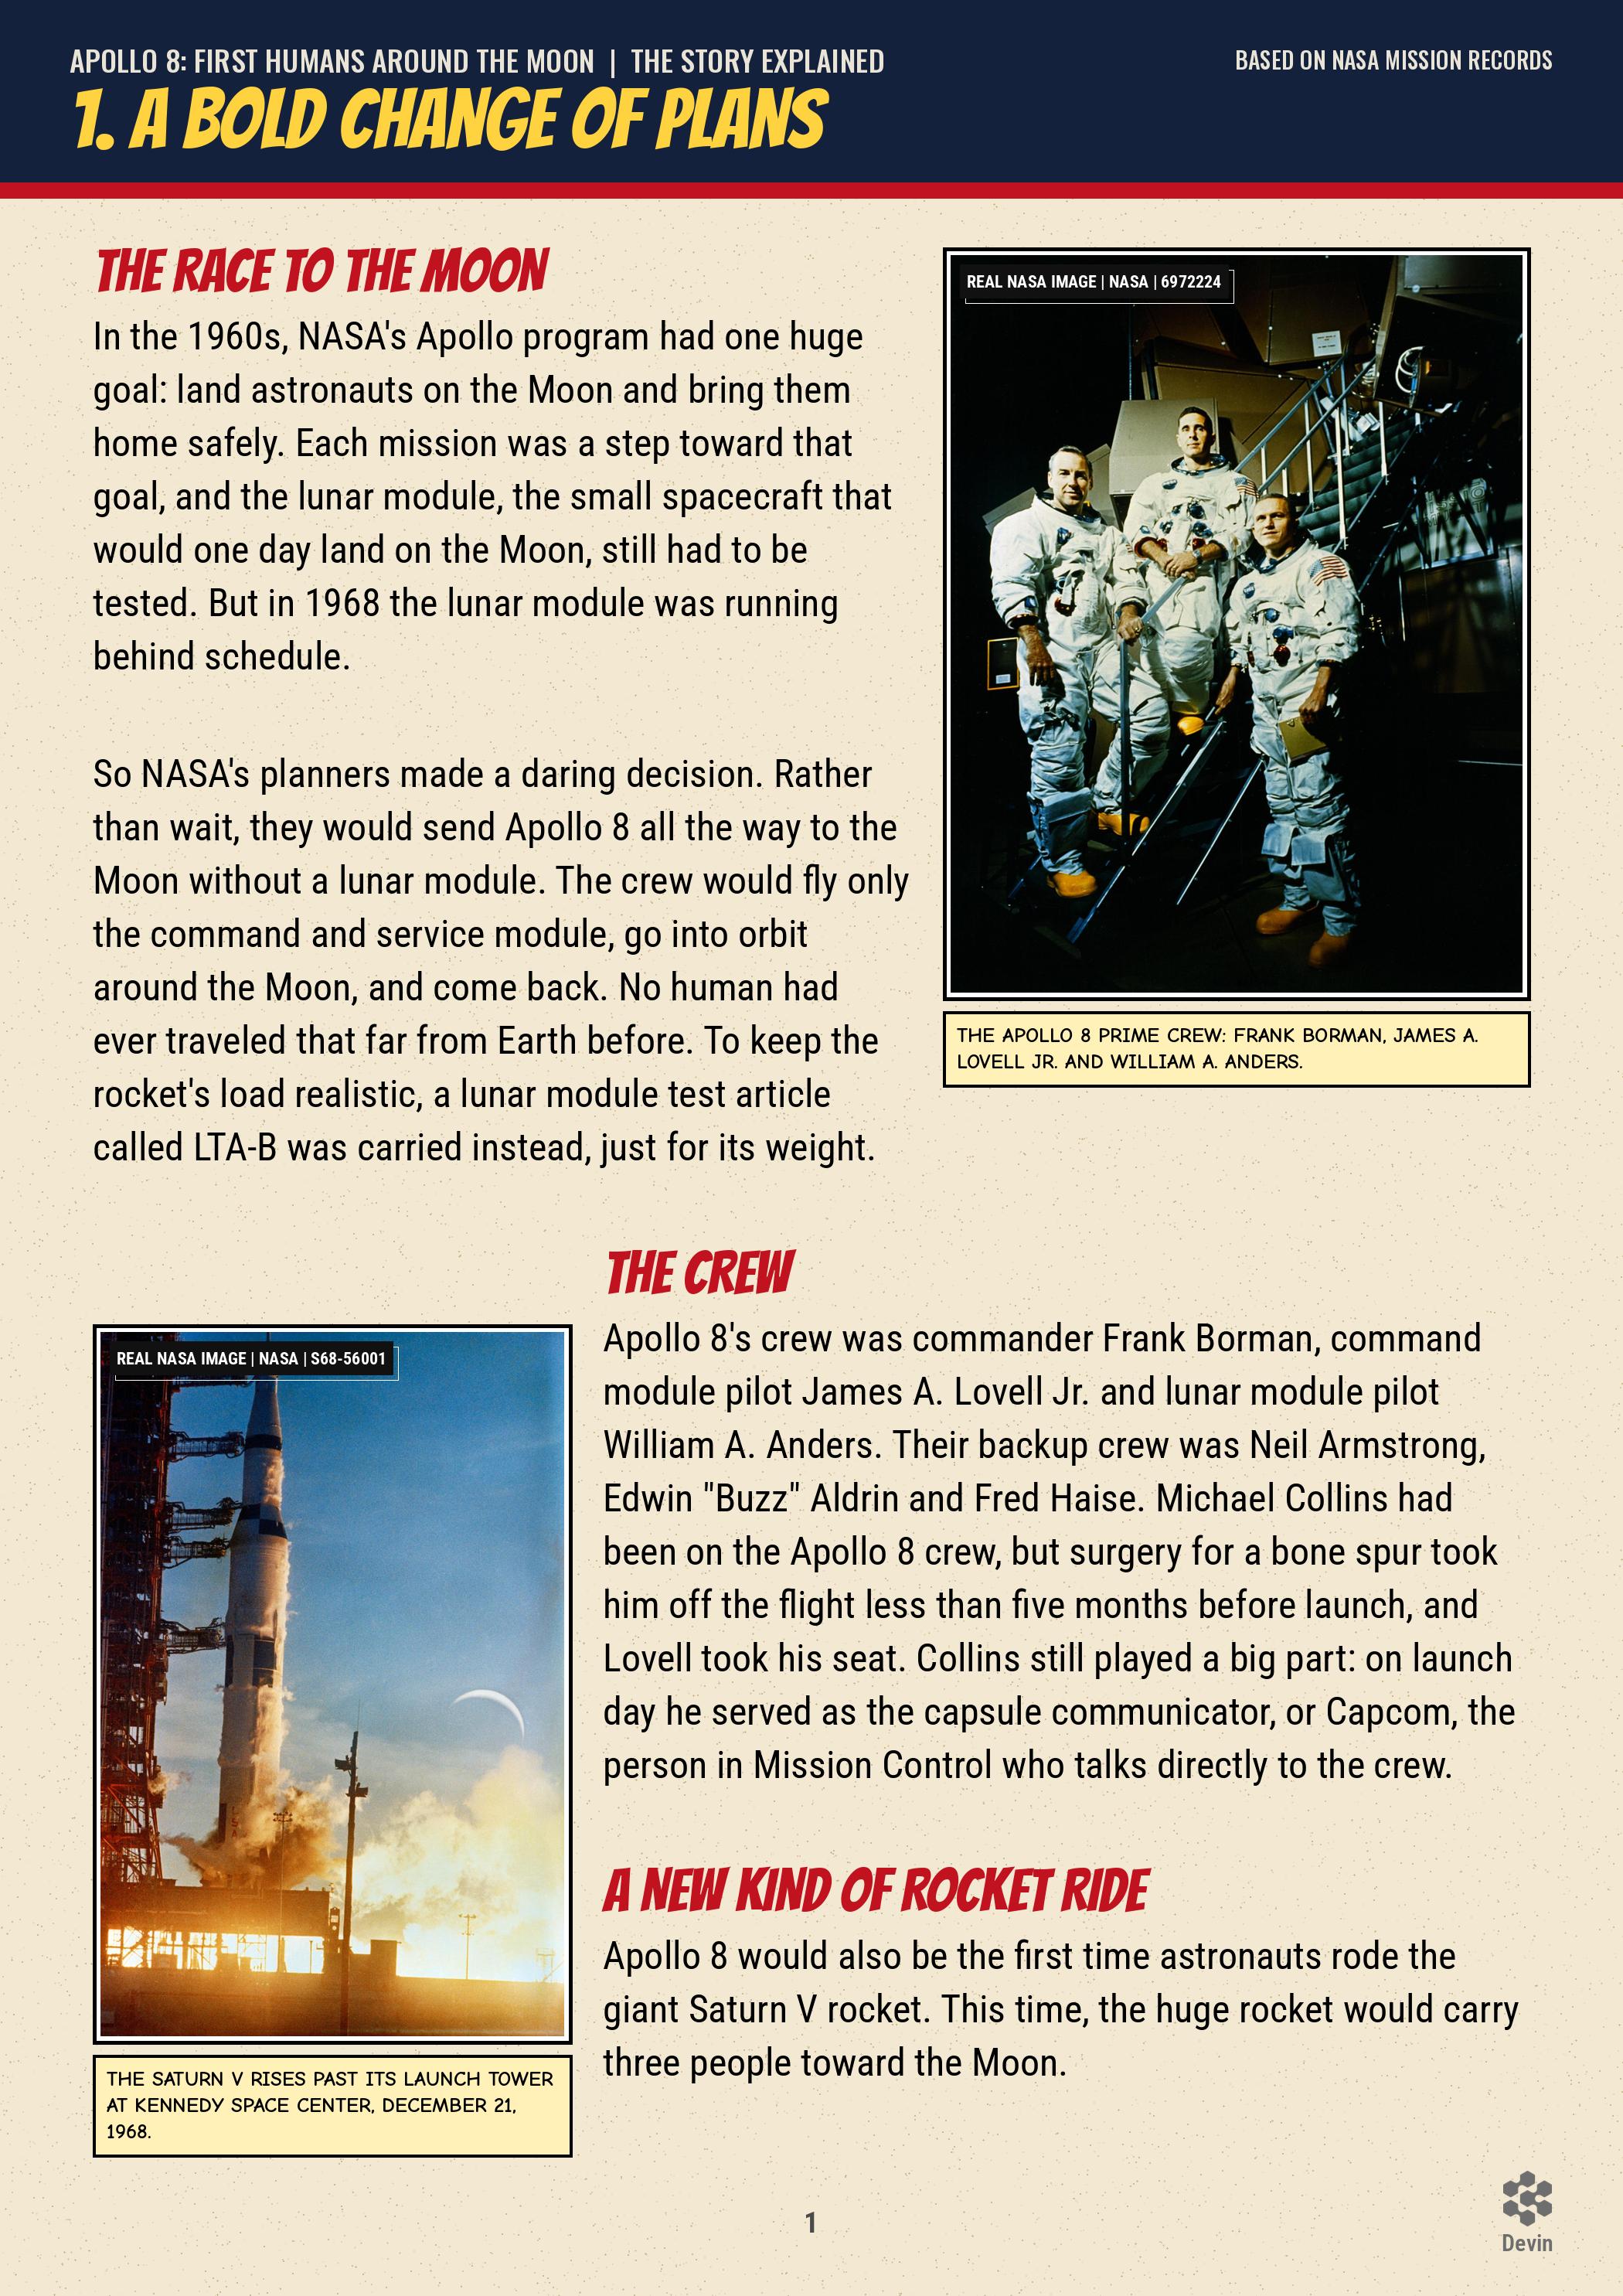 APOLLO 8: FIRST HUMANS AROUND THE MOON | THE STORY EXPLAINED
BASED ON NASA MISSION RECORDS
1. A BOLD CHANGE OF PLANS
THE RACE TO THE MOON
In the 1960s, NASA's Apollo program had one huge
goal: land astronauts on the Moon and bring them
home safely. Each mission was a step toward that
goal, and the lunar module, the small spacecraft that
would one day land on the Moon, still had to be
tested. But in 1968 the lunar module was running
behind schedule.
So NASA's planners made a daring decision. Rather
than wait, they would send Apollo 8 all the way to the
Moon without a lunar module. The crew would fly only
the command and service module, go into orbit
around the Moon, and come back. No human had
ever traveled that far from Earth before. To keep the
rocket's load realistic, a lunar module test article
called LTA-B was carried instead, just for its weight.
REAL NASA IMAGE | NASA | 6972224
THE APOLLO 8 PRIME CREW: FRANK BORMAN, JAMES A.
LOVELL JR. AND WILLIAM A. ANDERS.
REAL NASA IMAGE | NASA | S68-56001
THE SATURN V RISES PAST ITS LAUNCH TOWER
AT KENNEDY SPACE CENTER, DECEMBER 21,
1968.
THE CREW
Apollo 8's crew was commander Frank Borman, command
module pilot James A. Lovell Jr. and lunar module pilot
William A. Anders. Their backup crew was Neil Armstrong,
Edwin "Buzz" Aldrin and Fred Haise. Michael Collins had
been on the Apollo 8 crew, but surgery for a bone spur took
him off the flight less than five months before launch, and
Lovell took his seat. Collins still played a big part: on launch
day he served as the capsule communicator, or Capcom, the
person in Mission Control who talks directly to the crew.
A NEW KIND OF ROCKET RIDE
Apollo 8 would also be the first time astronauts rode the
giant Saturn V rocket. This time, the huge rocket would carry
three people toward the Moon.
1
Devin